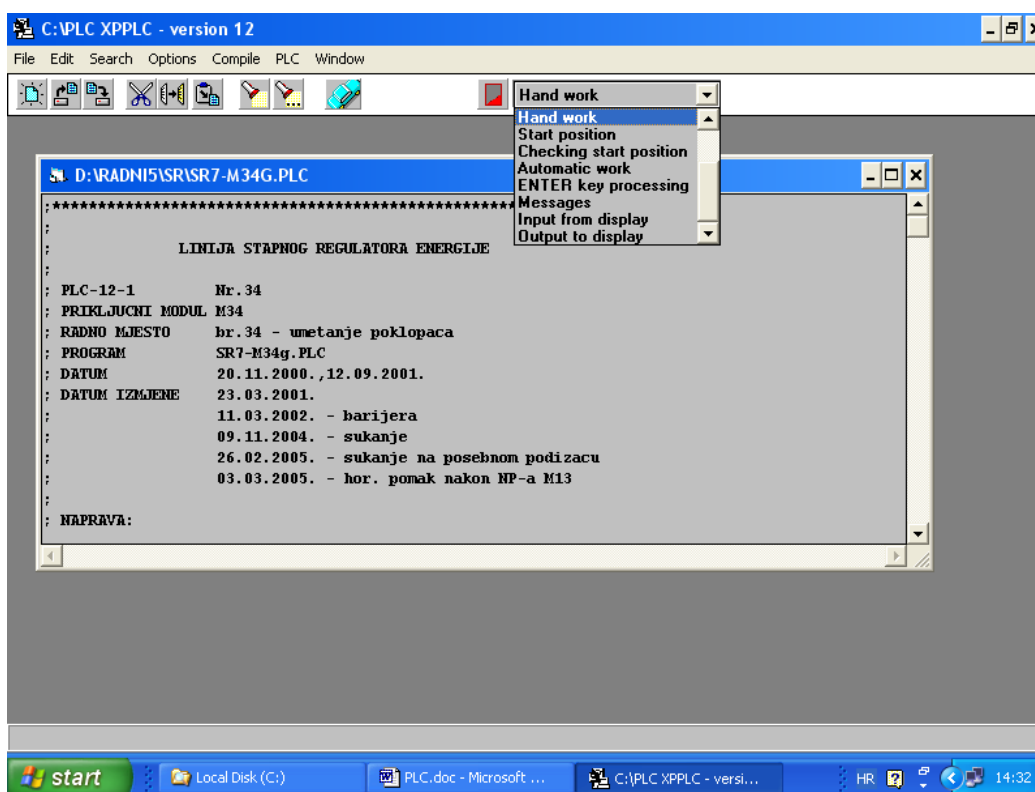 C:\PLC XPPLC - version 12
File Edit Search Options Compile PLC Window
Hand work
Hand work
Start position
Checking start position
Automatic work
ENTER key processing
Messages
Input from display
Output to display
D:\RADNI5\SR\SR7-M34G.PLC
;****************************************************
;
; LINIJA STAPNOG REGULATORA ENERGIJE
;
; PLC-12-1 Nr.34
; PRIKLJUCNI MODUL M34
; RADNO MJESTO br.34 - umetanje poklopaca
; PROGRAM SR7-M34g.PLC
; DATUM 20.11.2000.,12.09.2001.
; DATUM IZMJENE 23.03.2001.
; 11.03.2002. - barijera
; 09.11.2004. - sukanje
; 26.02.2005. - sukanje na posebnom podizacu
; 03.03.2005. - hor. pomak nakon NP-a M13
;
; NAPRAVA:
start Local Disk (C:) PLC.doc - Microsoft ... C:\PLC XPPLC - versi... HR 14:32